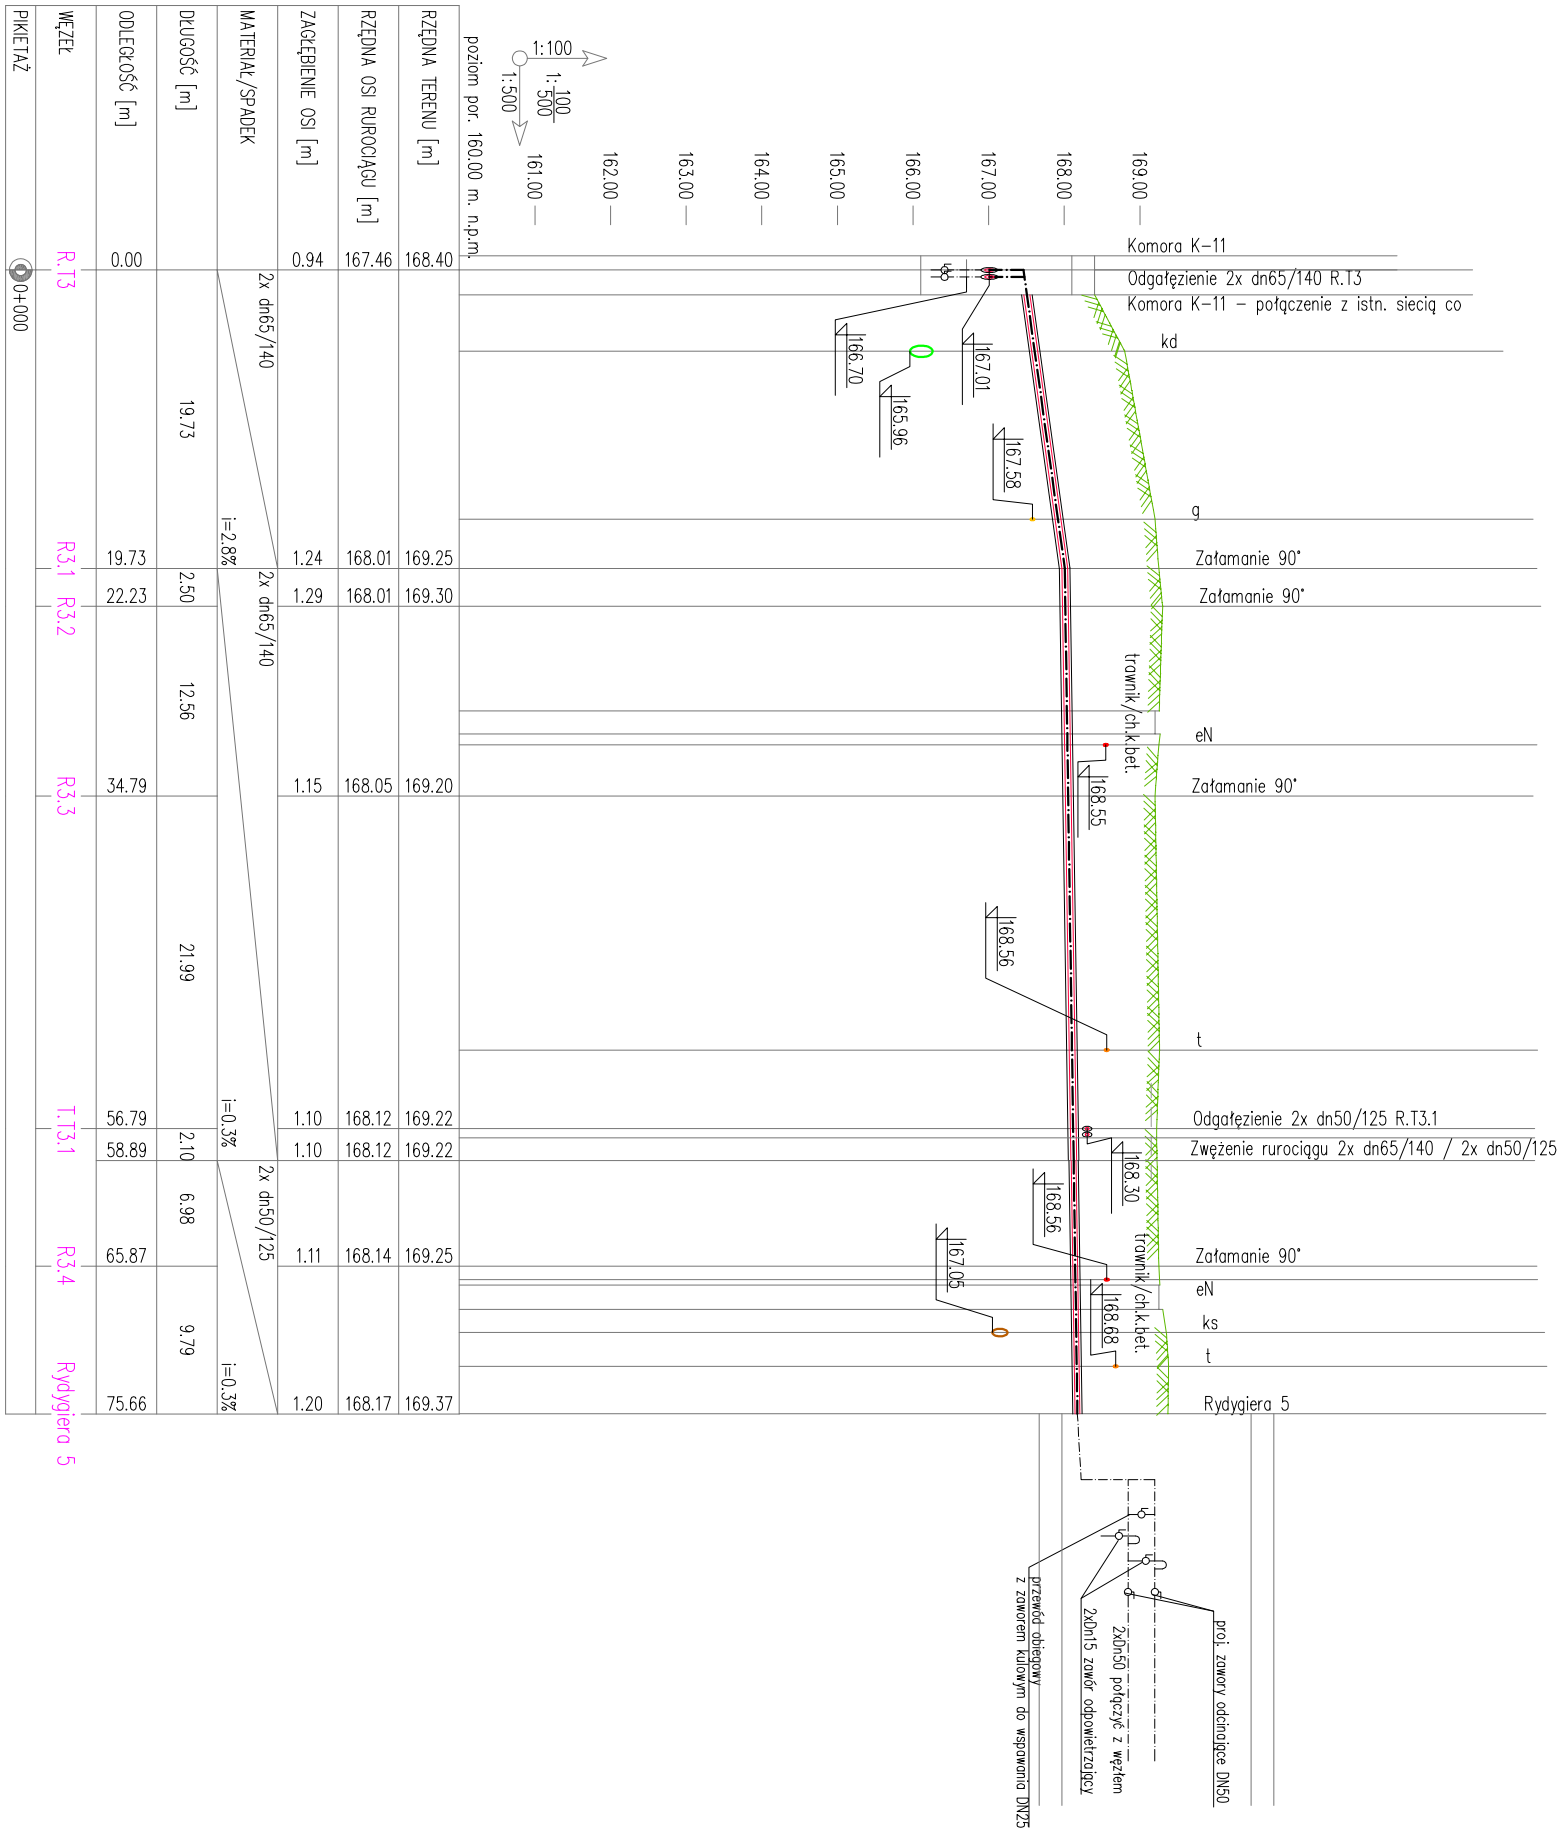 Komora K-11
Odgałęzienie 2x dn65/140 R.T3
Komora K-11 - połączenie z istn. siecią co
kd
g
Załamanie 90°
Załamanie 90°
eN
Załamanie 90°
t
Odgałęzienie 2x dn50/125 R.T3.1
Zwężenie rurociągu 2x dn65/140 / 2x dn50/125
Załamanie 90°
eN
ks
t
Rydygiera 5
169.00
168.00
167.00
166.00
165.00
164.00
163.00
162.00
161.00
1:100
1:500
1: 100
500
poziom por. 160.00 m. n.p.m.
166.70
167.01
165.96
167.58
trawnik/ch.k.bet.
168.55
168.56
168.30
168.56
167.05
trawnik/ch.k.bet.
168.68
proj. zawory odcinające DN50
2xDn50 połączyć z węzłem
2xDn15 zawór odpowietrzający
przewód obiegowy
z zaworem kulowym do wspawania DN25
RZĘDNA TERENU [m]
168.40
169.25
169.30
169.20
169.22
169.22
169.25
169.37
RZĘDNA OSI RUROCIĄGU [m]
167.46
168.01
168.01
168.05
168.12
168.12
168.14
168.17
ZAGŁĘBIENIE OSI [m]
0.94
1.24
1.29
1.15
1.10
1.10
1.11
1.20
MATERIAŁ/SPADEK
2x dn65/140
i=2.8%
2x dn65/140
i=0.3%
2x dn50/125
i=0.3%
DŁUGOŚĆ [m]
19.73
2.50
12.56
21.99
2.10
6.98
9.79
ODLEGŁOŚĆ [m]
0.00
19.73
22.23
34.79
56.79
58.89
65.87
75.66
WĘZEŁ
R.T3
R3.1
R3.2
R3.3
T.T3.1
R3.4
Rydygiera 5
PIKIETAŻ
0+000